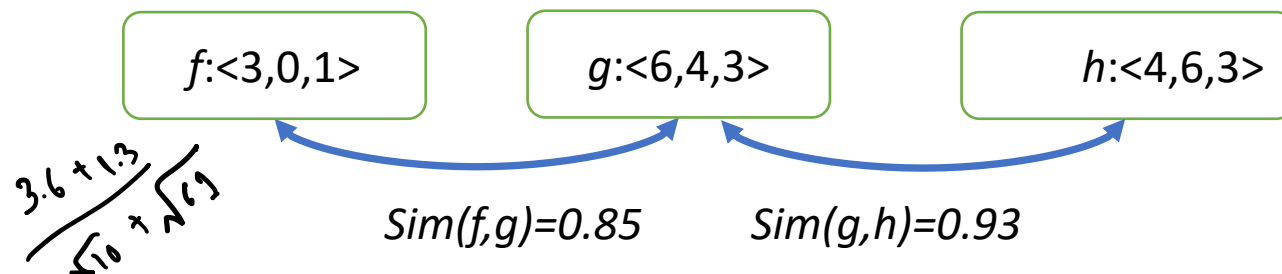 f:<3,0,1>
g:<6,4,3>
h:<4,6,3>
3.6 + 1.3
√10 + √69
Sim(f,g)=0.85
Sim(g,h)=0.93